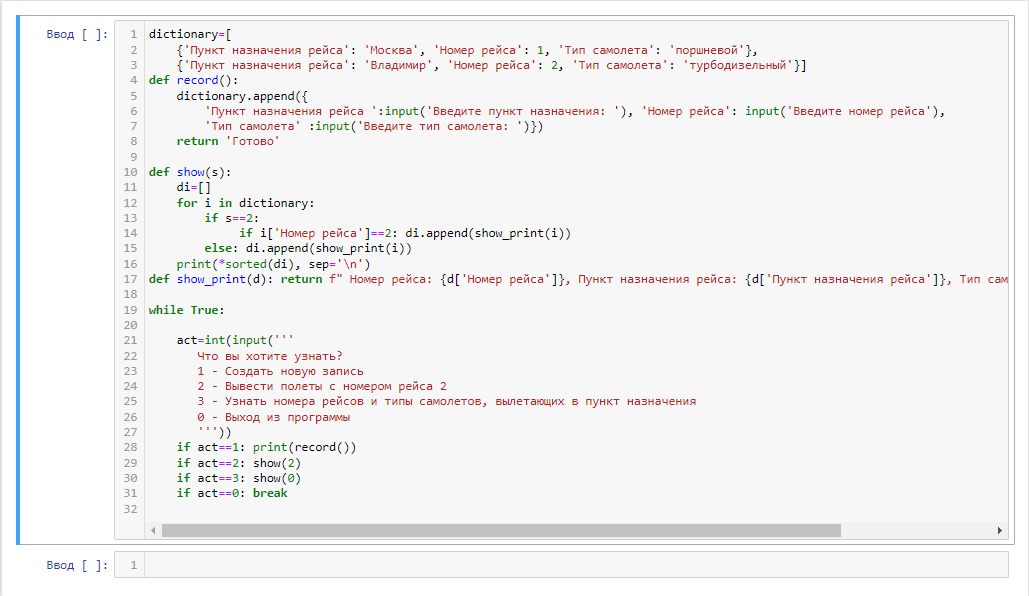 Ввод [ ]:
1 dictionary=[
2     {'Пункт назначения рейса': 'Москва', 'Номер рейса': 1, 'Тип самолета': 'поршневой'},
3     {'Пункт назначения рейса': 'Владимир', 'Номер рейса': 2, 'Тип самолета': 'турбодизельный'}]
4 def record():
5     dictionary.append({
6         'Пункт назначения рейса ':input('Введите пункт назначения: '), 'Номер рейса': input('Введите номер рейса'),
7         'Тип самолета' :input('Введите тип самолета: ')})
8     return 'Готово'
9
10 def show(s):
11     di=[]
12     for i in dictionary:
13         if s==2:
14              if i['Номер рейса']==2: di.append(show_print(i))
15         else: di.append(show_print(i))
16     print(*sorted(di), sep='\n')
17 def show_print(d): return f" Номер рейса: {d['Номер рейса']}, Пункт назначения рейса: {d['Пункт назначения рейса']}, Тип сам
18
19 while True:
20
21     act=int(input('''
22        Что вы хотите узнать?
23        1 - Создать новую запись
24        2 - Вывести полеты с номером рейса 2
25        3 - Узнать номера рейсов и типы самолетов, вылетающих в пункт назначения
26        0 - Выход из программы
27        '''))
28     if act==1: print(record())
29     if act==2: show(2)
30     if act==3: show(0)
31     if act==0: break
32
Ввод [ ]:
1